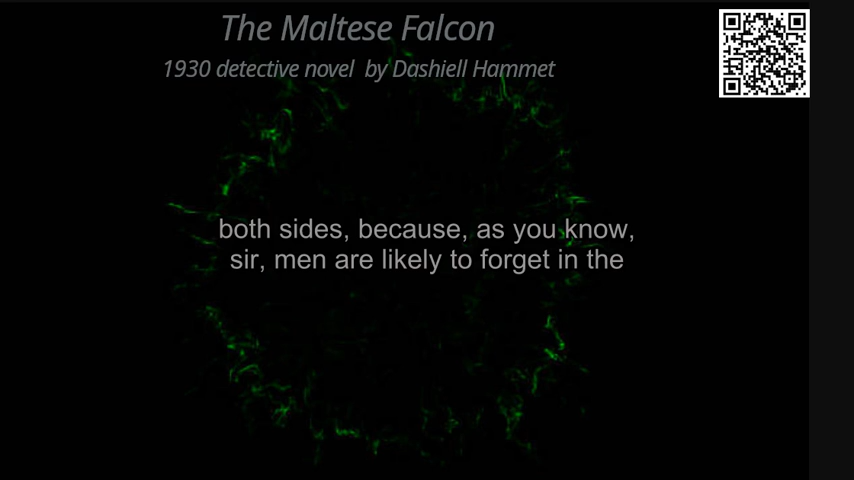 The Maltese Falcon
1930 detective novel by Dashiell Hammet
both sides, because, as you know,
sir, men are likely to forget in the